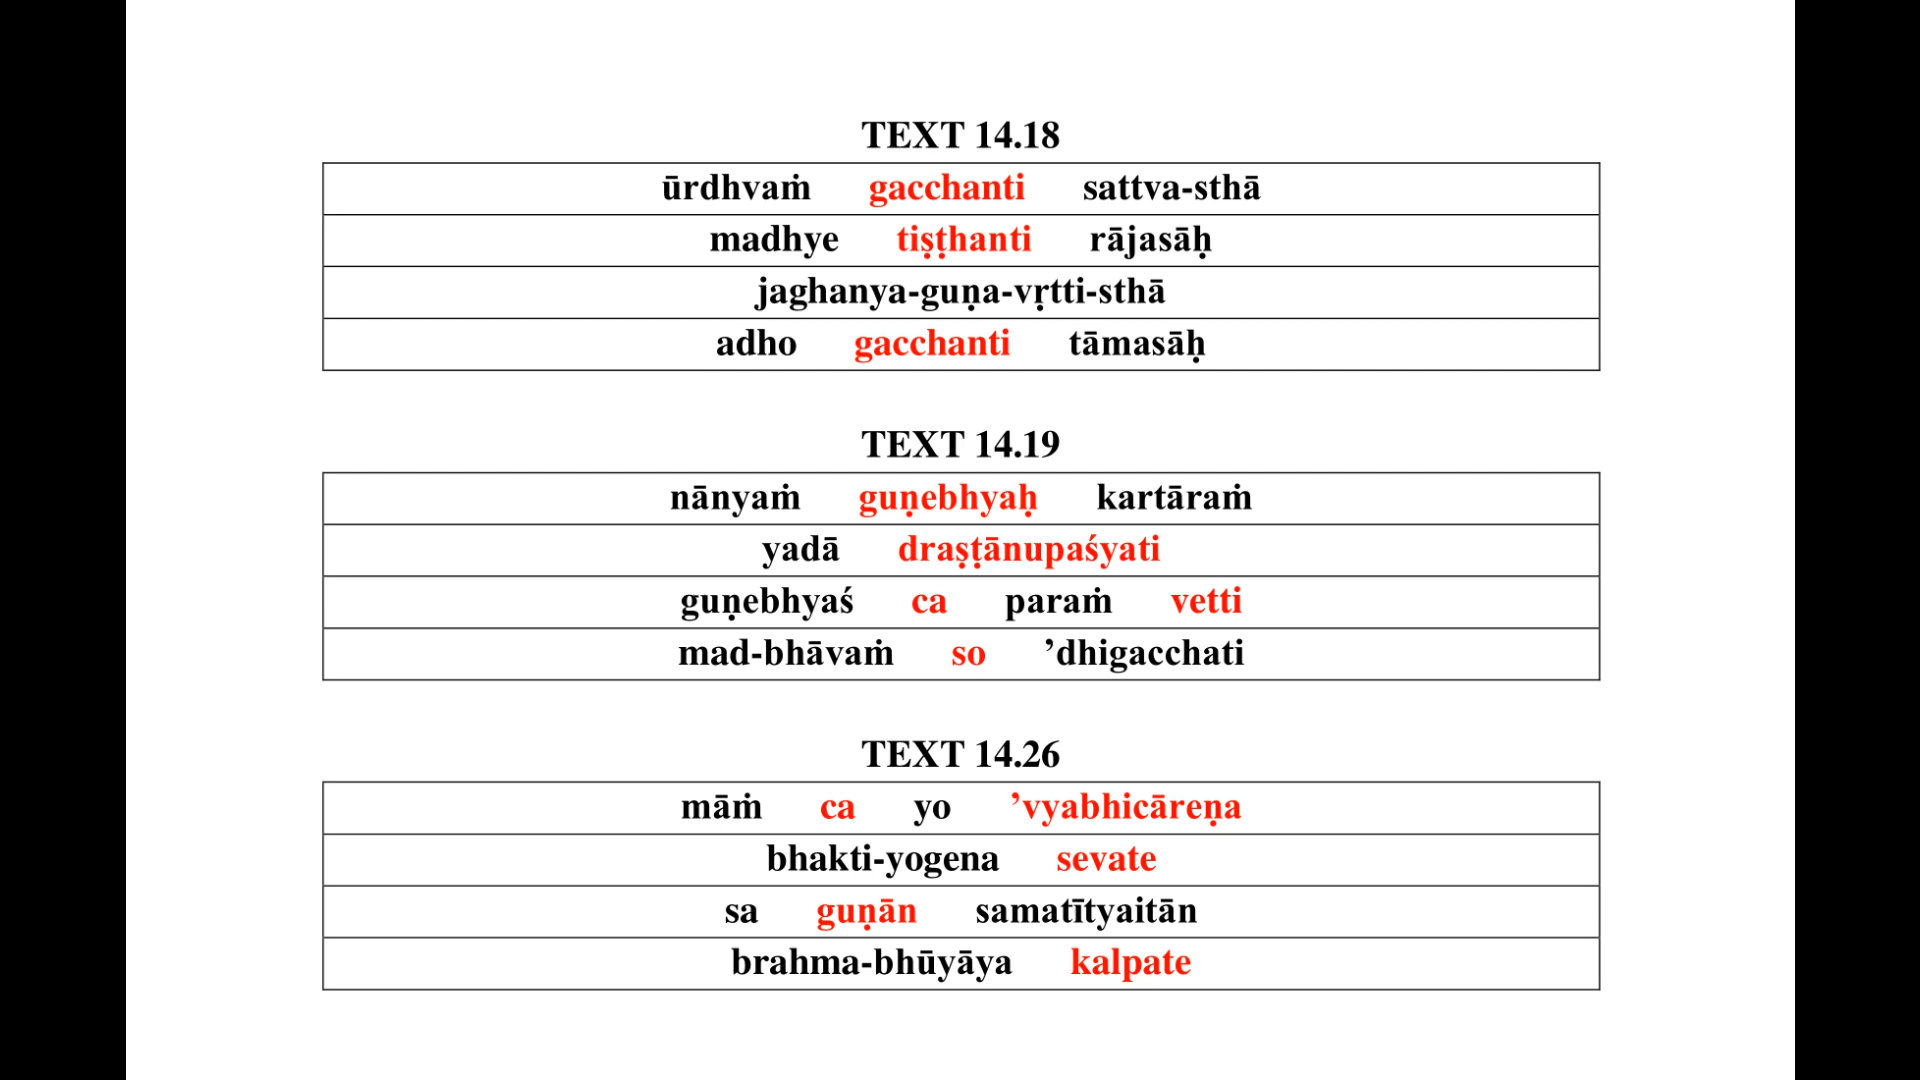 TEXT 14.18
ūrdhvaṁ gacchanti sattva-sthā
madhye tiṣṭhanti rājasāḥ
jaghanya-guṇa-vṛtti-sthā
adho gacchanti tāmasāḥ
TEXT 14.19
nānyaṁ guṇebhyaḥ kartāraṁ
yadā draṣṭānupaśyati
guṇebhyaś ca paraṁ vetti
mad-bhāvaṁ so ’dhigacchati
TEXT 14.26
māṁ ca yo ’vyabhicāreṇa
bhakti-yogena sevate
sa guṇān samatītyaitān
brahma-bhūyāya kalpate